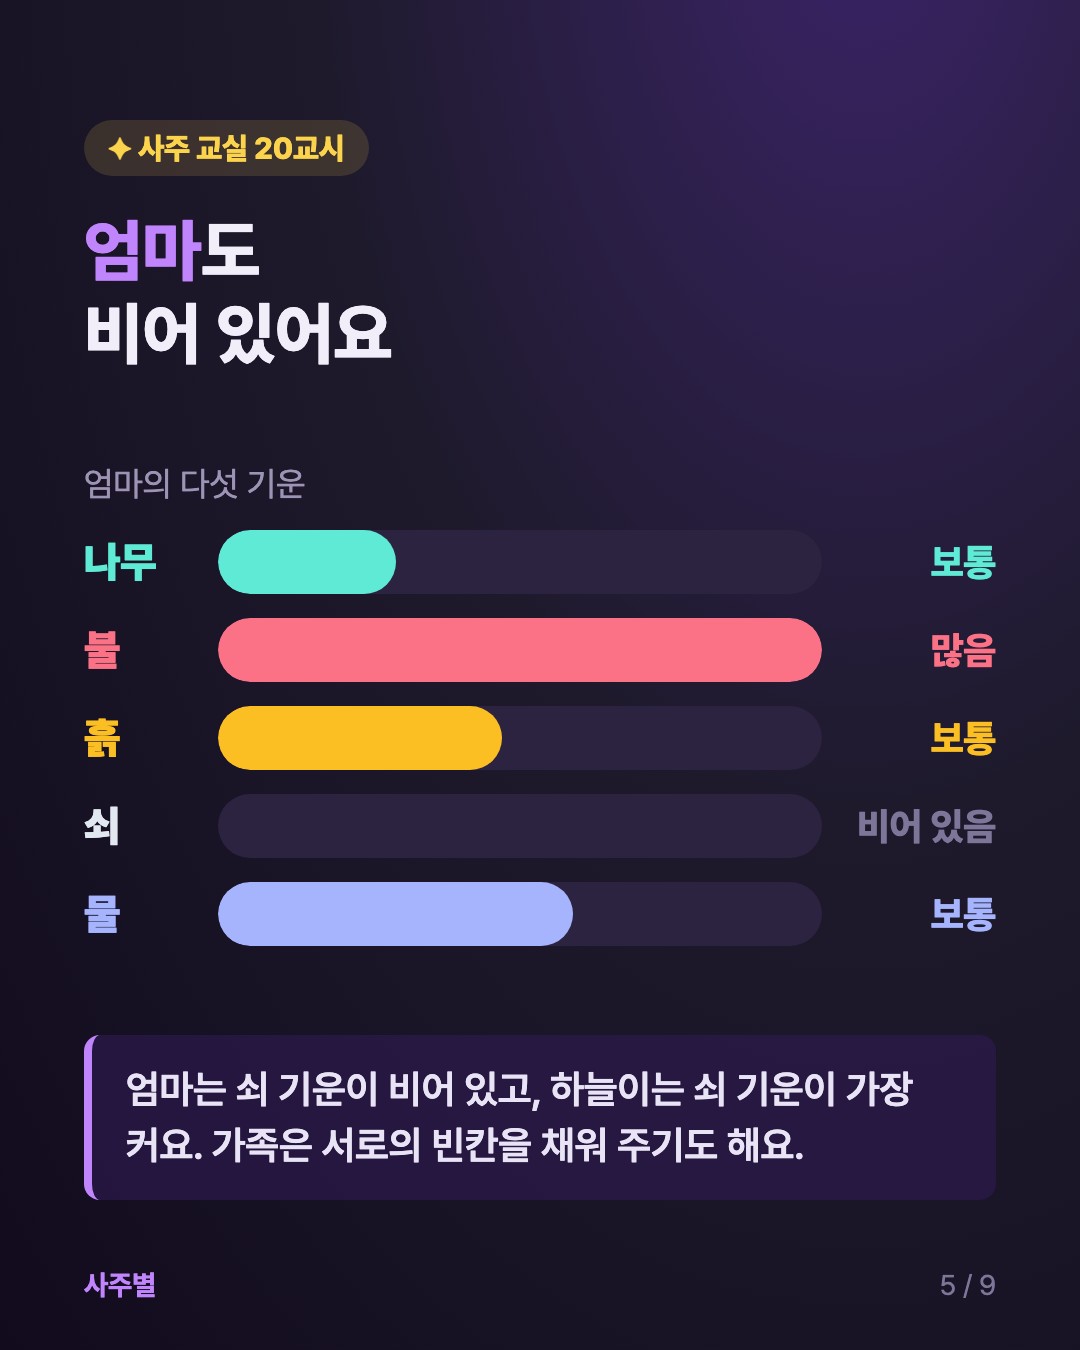 ✦ 사주 교실 20교시
엄마도
비어 있어요
엄마의 다섯 기운
나무 보통
불 많음
흙 보통
쇠 비어 있음
물 보통
엄마는 쇠 기운이 비어 있고, 하늘이는 쇠 기운이 가장
커요. 가족은 서로의 빈칸을 채워 주기도 해요.
사주별 5 / 9